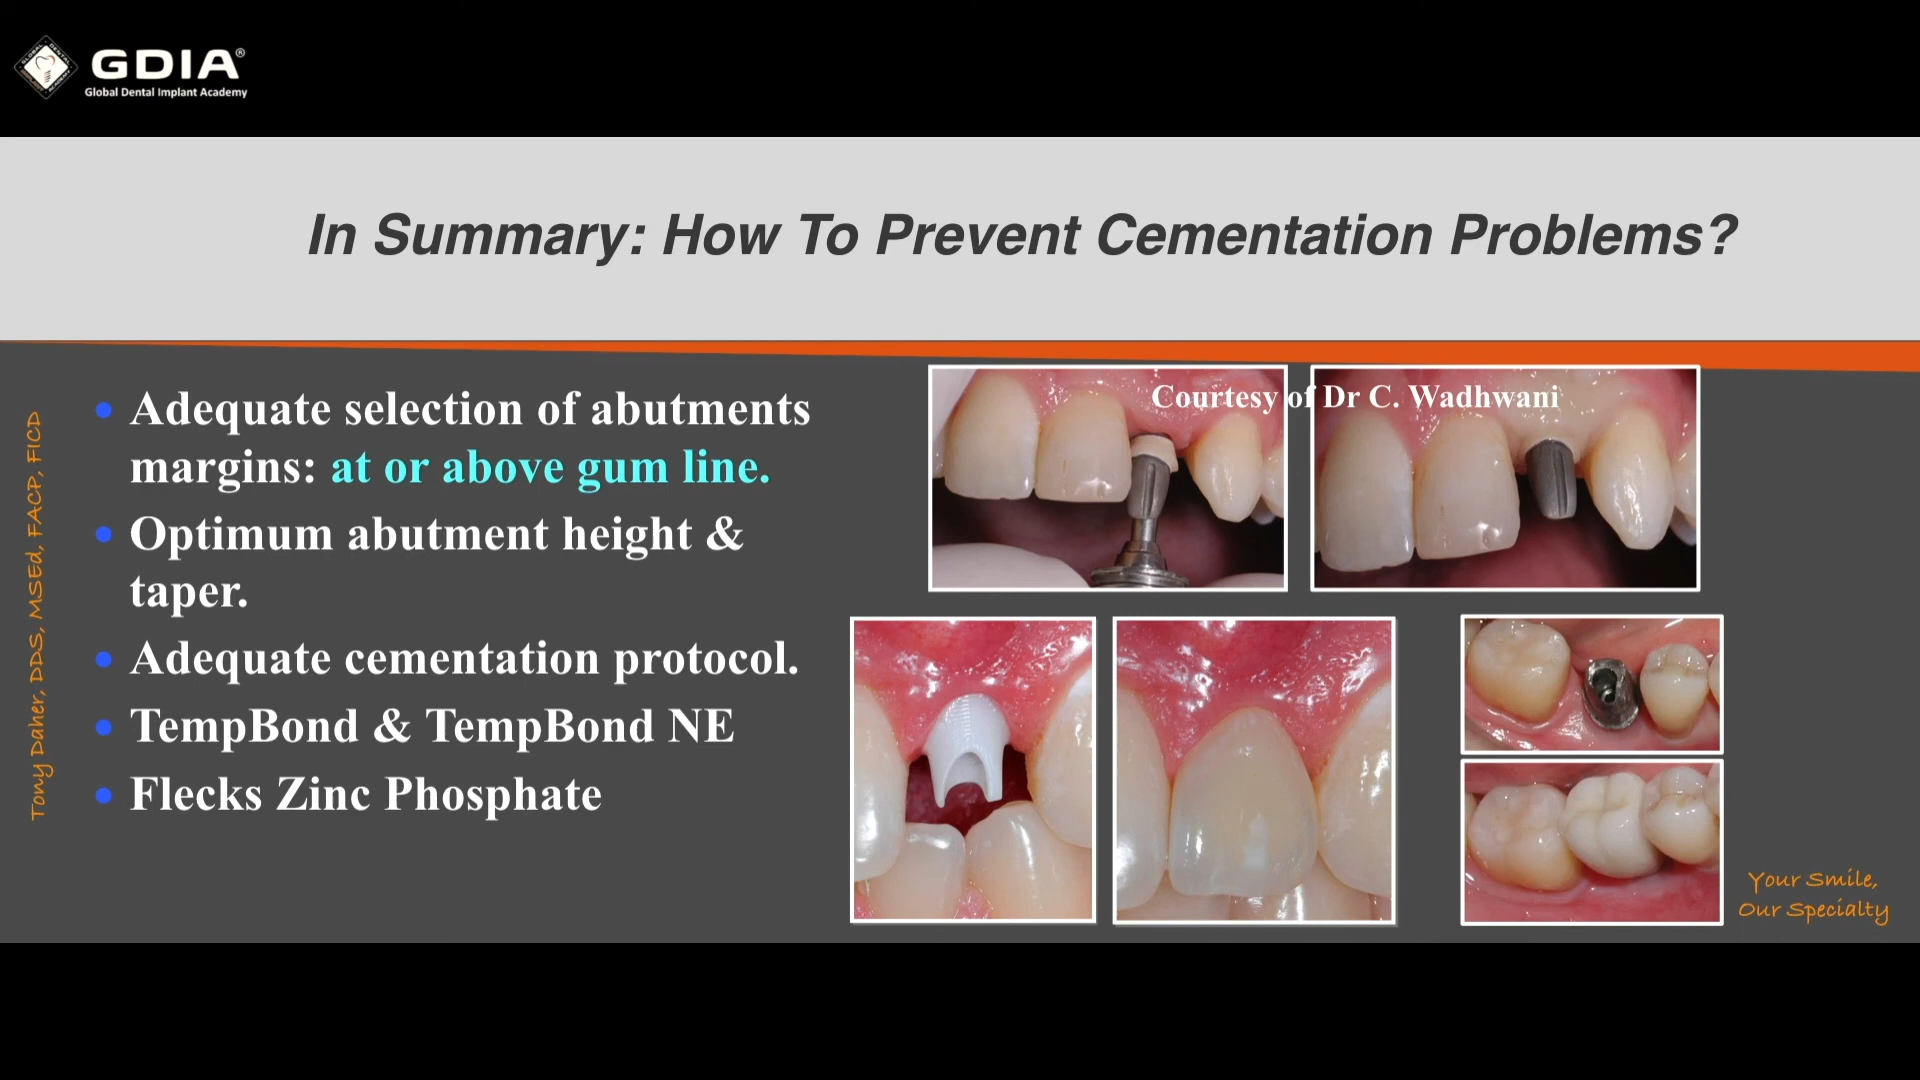 GDIA®
Global Dental Implant Academy
In Summary: How To Prevent Cementation Problems?
Tony Daher, DDS, MSEd, FACP, FICD
Adequate selection of abutments
margins: at or above gum line.
Optimum abutment height &
taper.
Adequate cementation protocol.
TempBond & TempBond NE
Flecks Zinc Phosphate
Courtesy of Dr C. Wadhwani
Your Smile,
Our Specialty